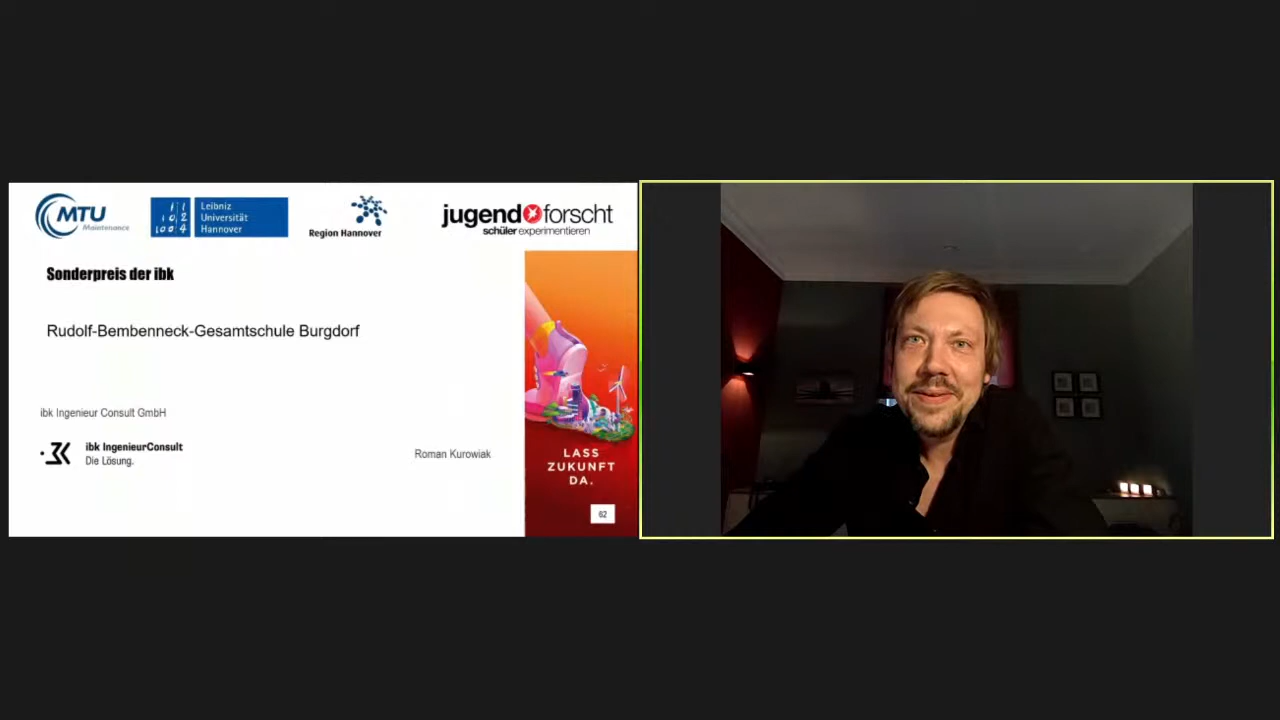 MTU
Maintenance
Leibniz
Universität
Hannover
Region Hannover
jugend forscht
schüler experimentieren
Sonderpreis der ibk
Rudolf-Bembenneck-Gesamtschule Burgdorf
ibk Ingenieur Consult GmbH
ibk IngenieurConsult
Die Lösung.
Roman Kurowiak
LASS
ZUKUNFT
DA.
62